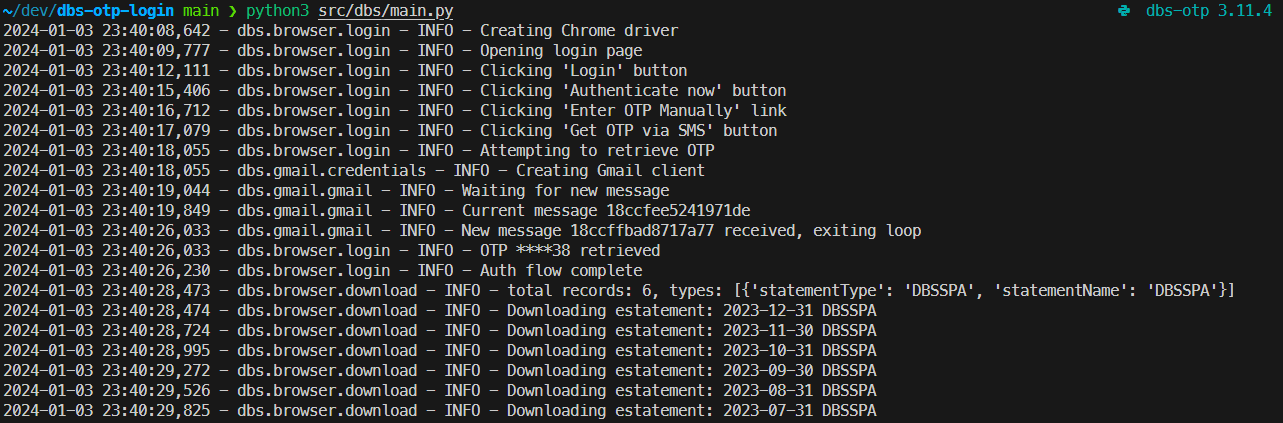 ~/dev/dbs-otp-login main ❯ python3 src/dbs/main.py dbs-otp 3.11.4
2024-01-03 23:40:08,642 - dbs.browser.login - INFO - Creating Chrome driver
2024-01-03 23:40:09,777 - dbs.browser.login - INFO - Opening login page
2024-01-03 23:40:12,111 - dbs.browser.login - INFO - Clicking 'Login' button
2024-01-03 23:40:15,406 - dbs.browser.login - INFO - Clicking 'Authenticate now' button
2024-01-03 23:40:16,712 - dbs.browser.login - INFO - Clicking 'Enter OTP Manually' link
2024-01-03 23:40:17,079 - dbs.browser.login - INFO - Clicking 'Get OTP via SMS' button
2024-01-03 23:40:18,055 - dbs.browser.login - INFO - Attempting to retrieve OTP
2024-01-03 23:40:18,055 - dbs.gmail.credentials - INFO - Creating Gmail client
2024-01-03 23:40:19,044 - dbs.gmail.gmail - INFO - Waiting for new message
2024-01-03 23:40:19,849 - dbs.gmail.gmail - INFO - Current message 18ccfee5241971de
2024-01-03 23:40:26,033 - dbs.gmail.gmail - INFO - New message 18ccffbad8717a77 received, exiting loop
2024-01-03 23:40:26,033 - dbs.browser.login - INFO - OTP ****38 retrieved
2024-01-03 23:40:26,230 - dbs.browser.login - INFO - Auth flow complete
2024-01-03 23:40:28,473 - dbs.browser.download - INFO - total records: 6, types: [{'statementType': 'DBSSPA', 'statementName': 'DBSSPA'}]
2024-01-03 23:40:28,474 - dbs.browser.download - INFO - Downloading estatement: 2023-12-31 DBSSPA
2024-01-03 23:40:28,724 - dbs.browser.download - INFO - Downloading estatement: 2023-11-30 DBSSPA
2024-01-03 23:40:28,995 - dbs.browser.download - INFO - Downloading estatement: 2023-10-31 DBSSPA
2024-01-03 23:40:29,272 - dbs.browser.download - INFO - Downloading estatement: 2023-09-30 DBSSPA
2024-01-03 23:40:29,526 - dbs.browser.download - INFO - Downloading estatement: 2023-08-31 DBSSPA
2024-01-03 23:40:29,825 - dbs.browser.download - INFO - Downloading estatement: 2023-07-31 DBSSPA